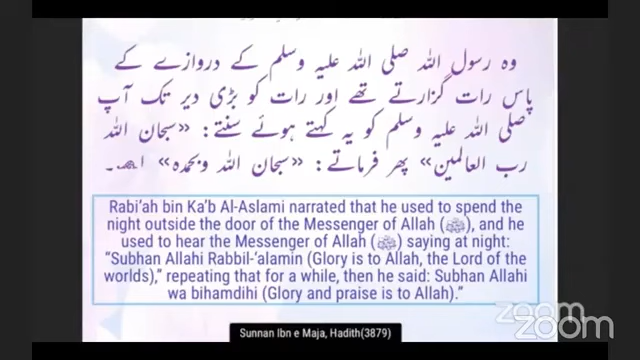 وہ رسول اللہ صلی اللہ علیہ وسلم کے دروازے کے
پاس رات گزارتے تھے اور رات کو بڑی دیر تک آپ
صلی اللہ علیہ وسلم کو یہ کہتے ہوئے سنتے: «سبحان اللہ
رب العالمين» پھر فرماتے: «سبحان اللہ وبحمدہ»
Rabi'ah bin Ka'b Al-Aslami narrated that he used to spend the
night outside the door of the Messenger of Allah (ﷺ), and he
used to hear the Messenger of Allah (ﷺ) saying at night:
"Subhan Allahi Rabbil-'alamin (Glory is to Allah, the Lord of the
worlds)," repeating that for a while, then he said: Subhan Allahi
wa bihamdihi (Glory and praise is to Allah)."
zoom
zoom
Sunnan Ibn e Maja, Hadith(3879)